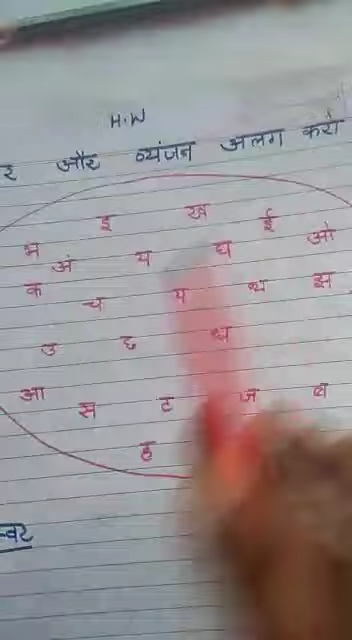 H.W
र और व्यंजन अलग करो
इ ख ई
भ अं य घ ओ
क च प थ झ
उ द
आ स ट ज ब
ह
स्वर